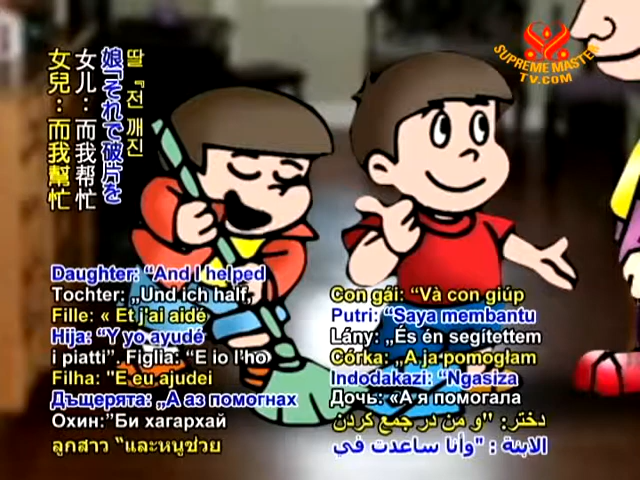 SUPREME MASTER
TV.COM
딸『전 깨진
娘「それで破片を
女儿：而我帮忙
女兒：而我幫忙
Daughter: “And I helped
Tochter: „Und ich half,
Fille: « Et j'ai aidé
Hija: “Y yo ayudé
i piatti”. Figlia: “E io l’ho
Filha: "E eu ajudei
Дъщерята: „А аз помогнах
Охин:”Би хагархай
ลูกสาว “และหนูช่วย
Con gái: “Và con giúp
Putri: “Saya membantu
Lány: „És én segítettem
Córka: „A ja pomogłam
Indodakazi: “Ngasiza
Дочь: «А я помогала
دختر: "و من در جمع کردن
الابنة : "وأنا ساعدت في